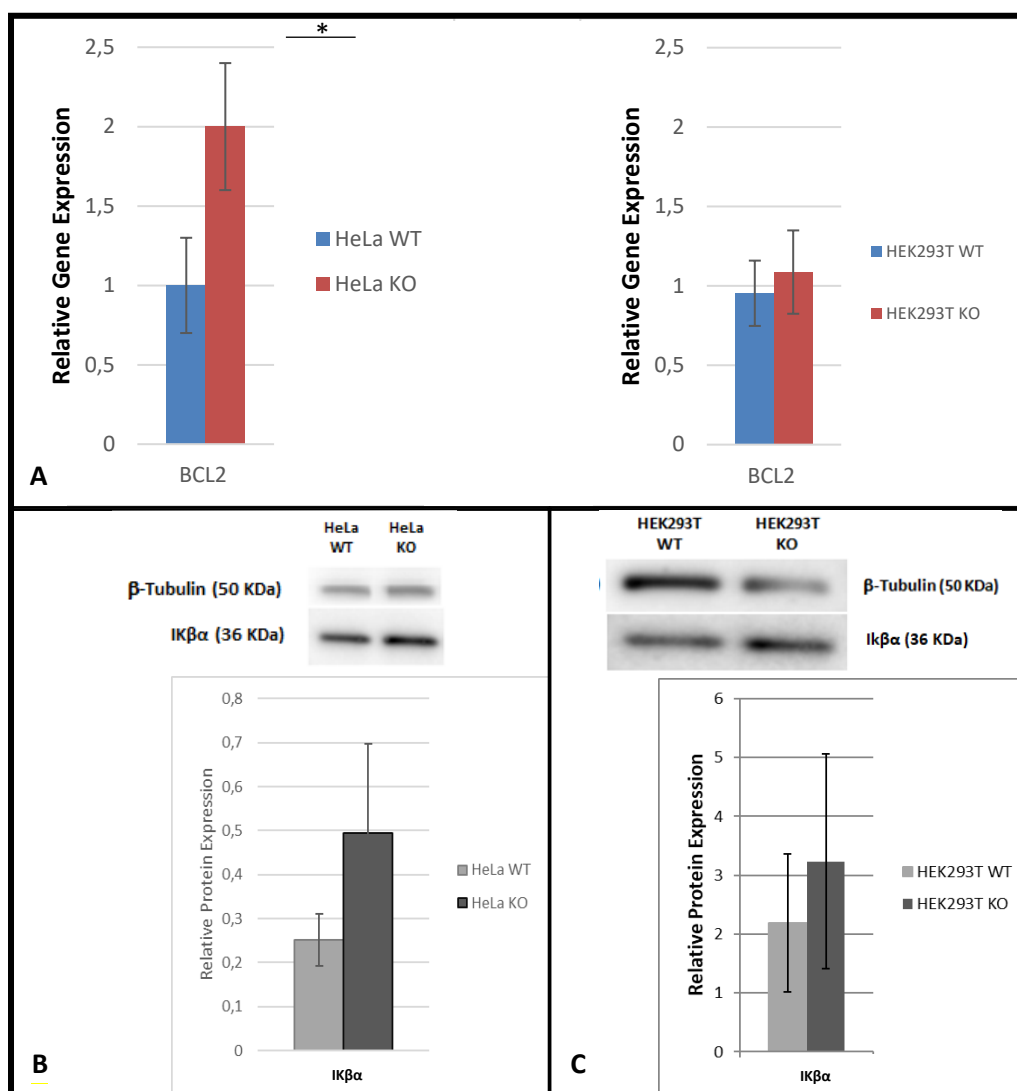 *
2,5
2
1,5
1
0,5
0
Relative Gene Expression
BCL2
HeLa WT
HeLa KO
2,5
2
1,5
1
0,5
0
Relative Gene Expression
BCL2
HEK293T WT
HEK293T KO
A
HeLa WT
HeLa KO
β-Tubulin (50 KDa)
IKβα (36 KDa)
0,8
0,7
0,6
0,5
0,4
0,3
0,2
0,1
0
Relative Protein Expression
IKβα
HeLa WT
HeLa KO
B
HEK293T WT
HEK293T KO
β-Tubulin (50 KDa)
Ikβα (36 KDa)
6
5
4
3
2
1
0
Relative Protein Expression
IKβα
HEK293T WT
HEK293T KO
C